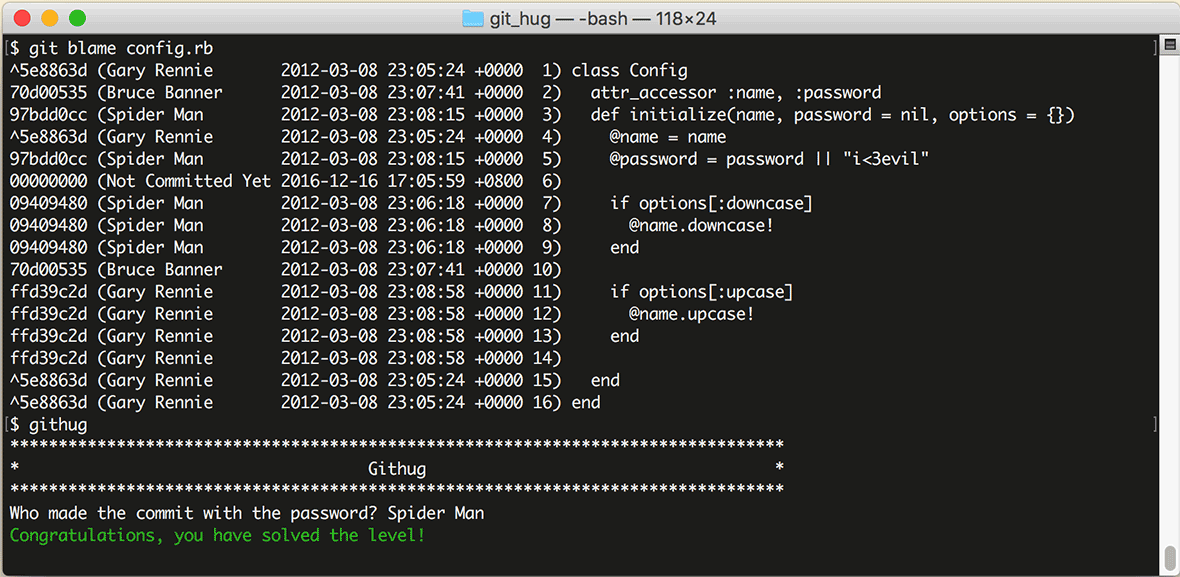 git_hug — -bash — 118×24
[$ git blame config.rb ]
^5e8863d (Gary Rennie       2012-03-08 23:05:24 +0000  1) class Config
70d00535 (Bruce Banner      2012-03-08 23:07:41 +0000  2)   attr_accessor :name, :password
97bdd0cc (Spider Man        2012-03-08 23:08:15 +0000  3)   def initialize(name, password = nil, options = {})
^5e8863d (Gary Rennie       2012-03-08 23:05:24 +0000  4)     @name = name
97bdd0cc (Spider Man        2012-03-08 23:08:15 +0000  5)     @password = password || "i<3evil"
00000000 (Not Committed Yet 2016-12-16 17:05:59 +0800  6)
09409480 (Spider Man        2012-03-08 23:06:18 +0000  7)     if options[:downcase]
09409480 (Spider Man        2012-03-08 23:06:18 +0000  8)       @name.downcase!
09409480 (Spider Man        2012-03-08 23:06:18 +0000  9)     end
70d00535 (Bruce Banner      2012-03-08 23:07:41 +0000 10)
ffd39c2d (Gary Rennie       2012-03-08 23:08:58 +0000 11)     if options[:upcase]
ffd39c2d (Gary Rennie       2012-03-08 23:08:58 +0000 12)       @name.upcase!
ffd39c2d (Gary Rennie       2012-03-08 23:08:58 +0000 13)     end
ffd39c2d (Gary Rennie       2012-03-08 23:08:58 +0000 14)
^5e8863d (Gary Rennie       2012-03-08 23:05:24 +0000 15)   end
^5e8863d (Gary Rennie       2012-03-08 23:05:24 +0000 16) end
[$ githug ]
********************************************************************************
*                                    Githug                                    *
********************************************************************************
Who made the commit with the password? Spider Man
Congratulations, you have solved the level!